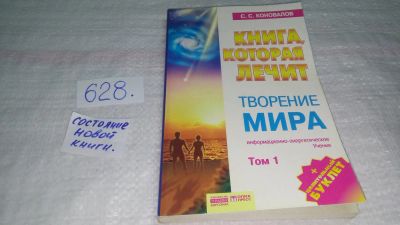 628.
СОСТОЯНИЕ
НОВОЙ
КНИГИ.
С. С. КОНОВАЛОВ
КНИГА,
КОТОРАЯ
ЛЕЧИТ
ТВОРЕНИЕ
МИРА
информационно-энергетическое
Учение
Том 1
+
БУКЛЕТ